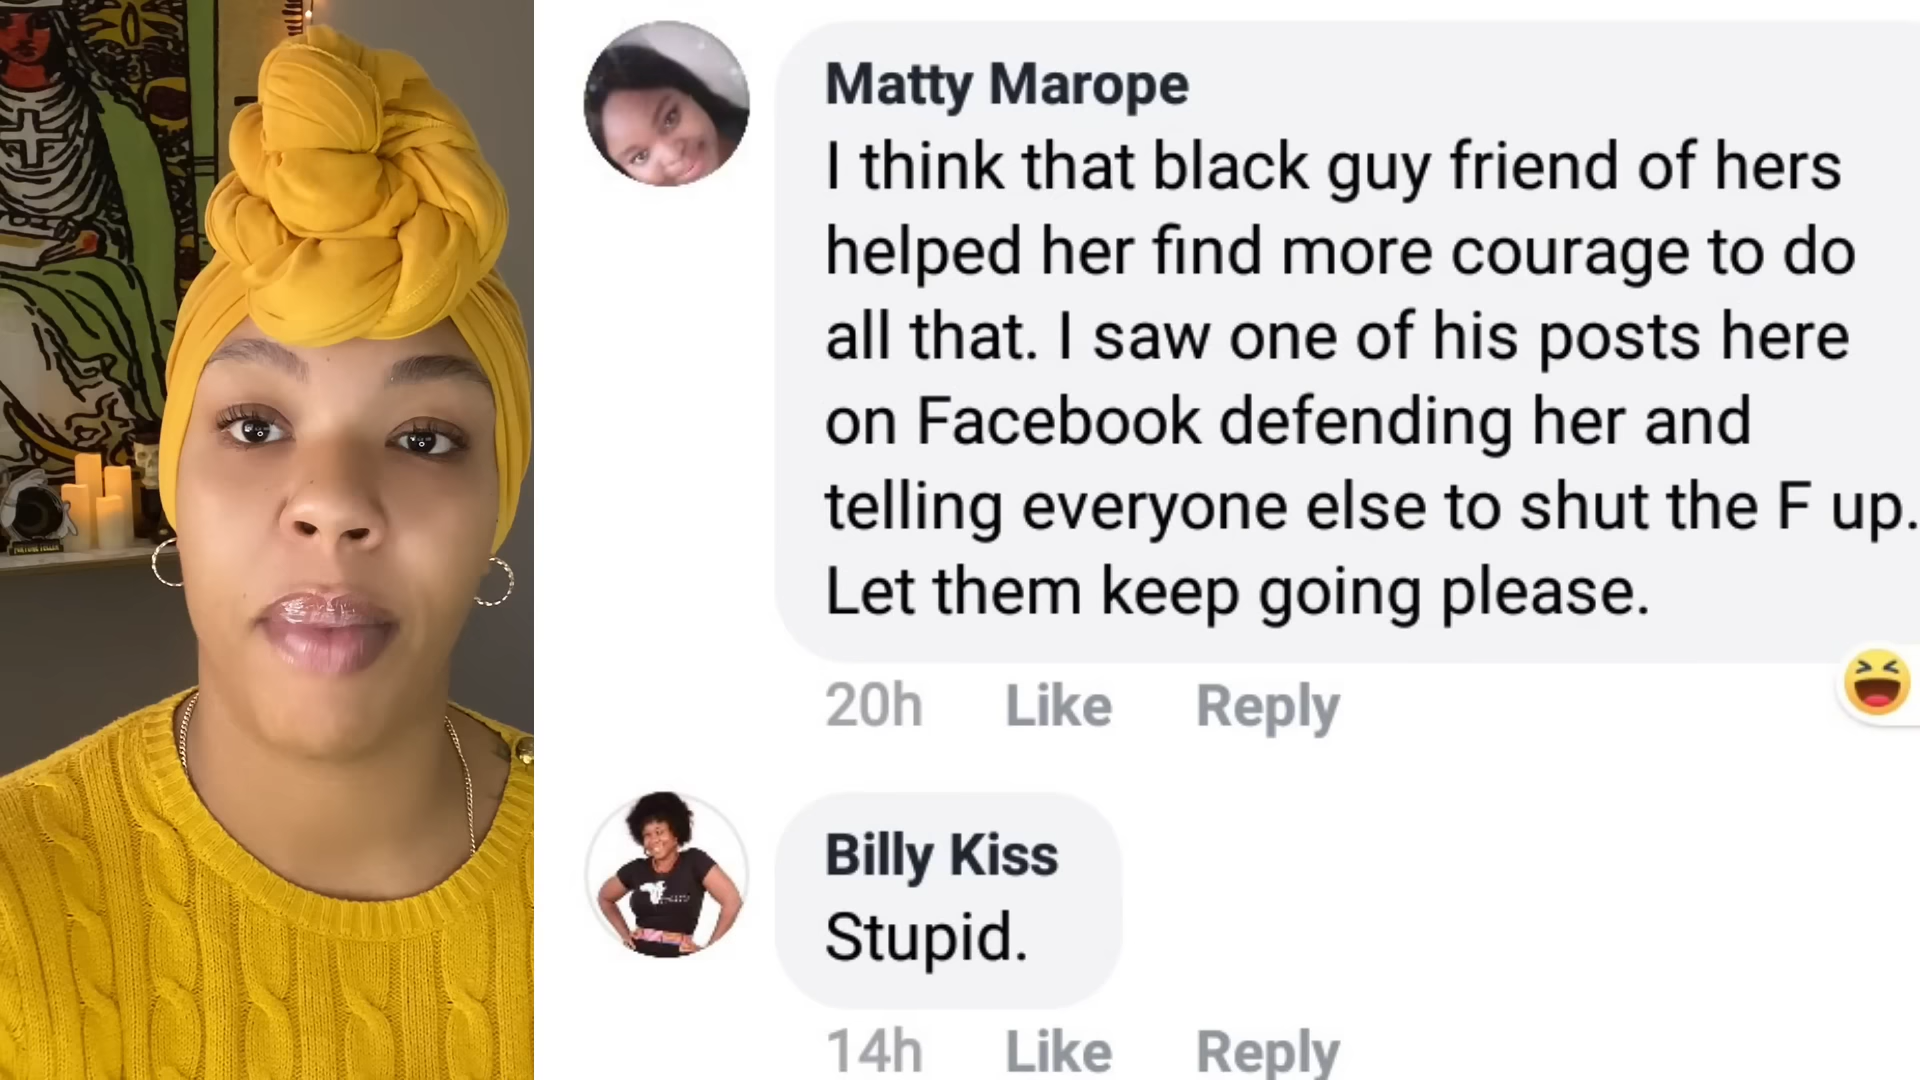 Matty Marope
I think that black guy friend of hers
helped her find more courage to do
all that. I saw one of his posts here
on Facebook defending her and
telling everyone else to shut the F up.
Let them keep going please.
20h Like Reply
Billy Kiss
Stupid.
14h Like Reply